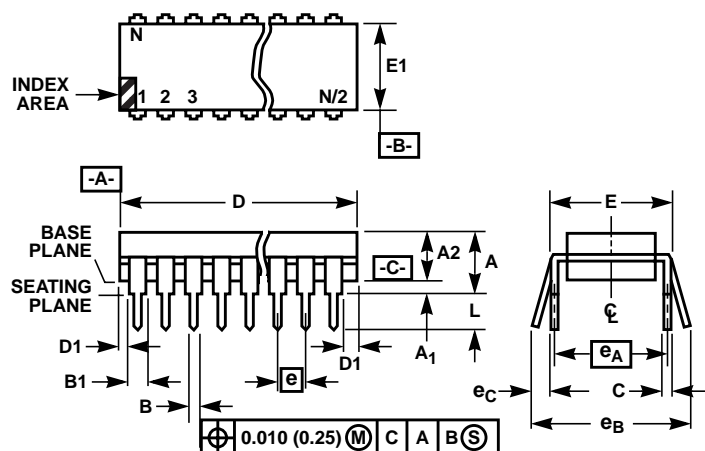 N
E1
INDEX
AREA
1 2 3 N/2
-B-
-A-
D
E
BASE
PLANE
A2 A
-C-
SEATING
PLANE
L
C
L
D1
A1
D1
eA
B1
e
eC
C
B
eB
0.010 (0.25) M C A B S